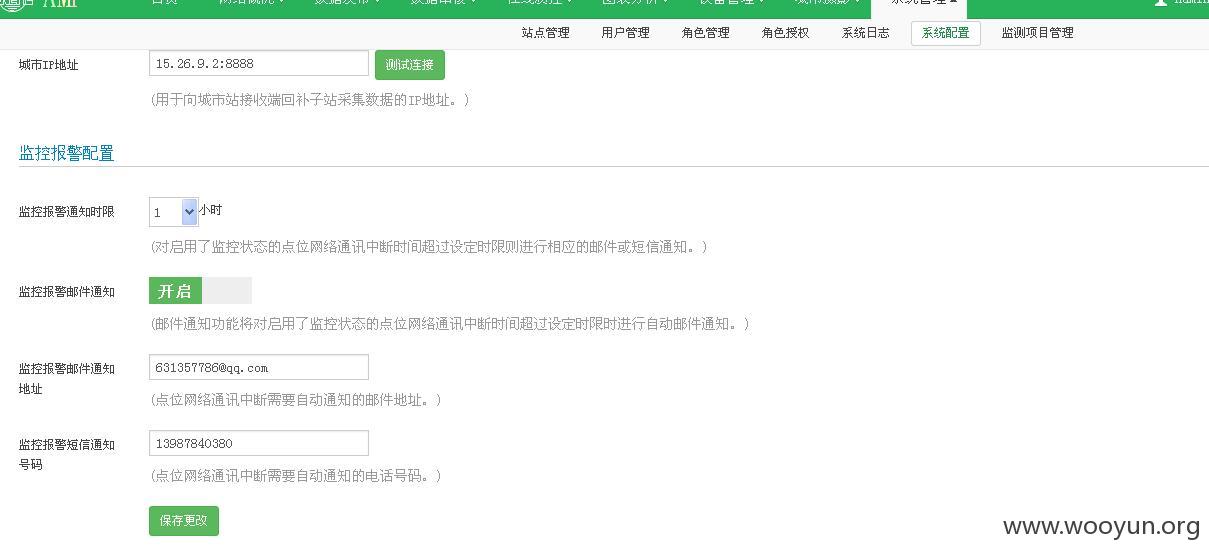 AMI
站点管理 用户管理 角色管理 角色授权 系统日志 系统配置 监测项目管理
城市IP地址 15.26.9.2:8888 测试连接
(用于向城市站接收端回补子站采集数据的IP地址。)
监控报警配置
监控报警通知时限 1 小时
(对启用了监控状态的点位网络通讯中断时间超过设定时限则进行相应的邮件或短信通知。)
监控报警邮件通知 开启
(邮件通知功能将对启用了监控状态的点位网络通讯中断时间超过设定时限时进行自动邮件通知。)
监控报警邮件通知
地址
631357786@qq.com
(点位网络通讯中断需要自动通知的邮件地址。)
监控报警短信通知
号码
13987840380
(点位网络通讯中断需要自动通知的电话号码。)
保存更改
www.wooyun.org